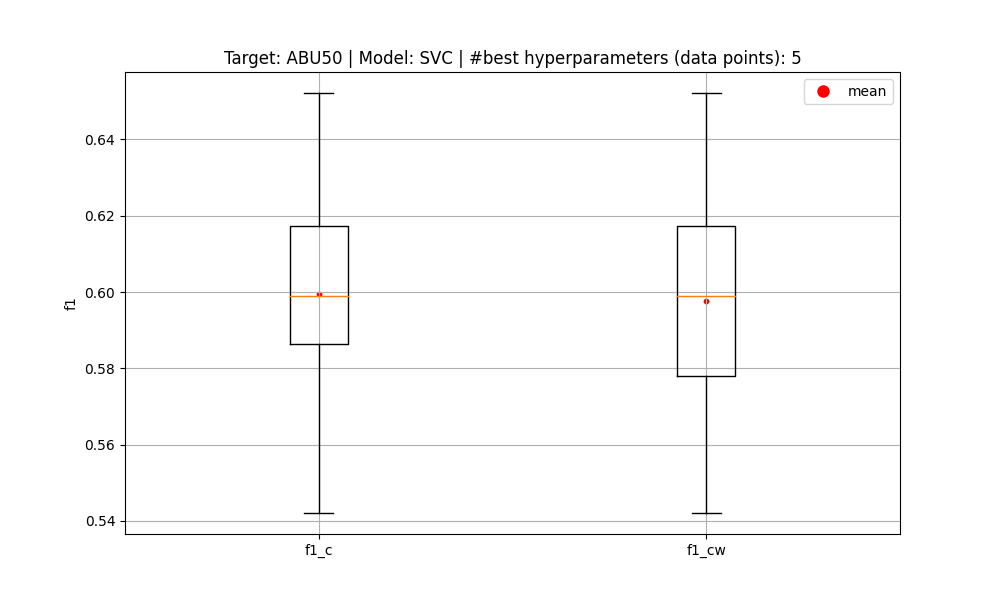 Target: ABU50 | Model: SVC | #best hyperparameters (data points): 5
mean
0.64
0.62
0.60
0.58
0.56
0.54
f1
f1_c
f1_cw